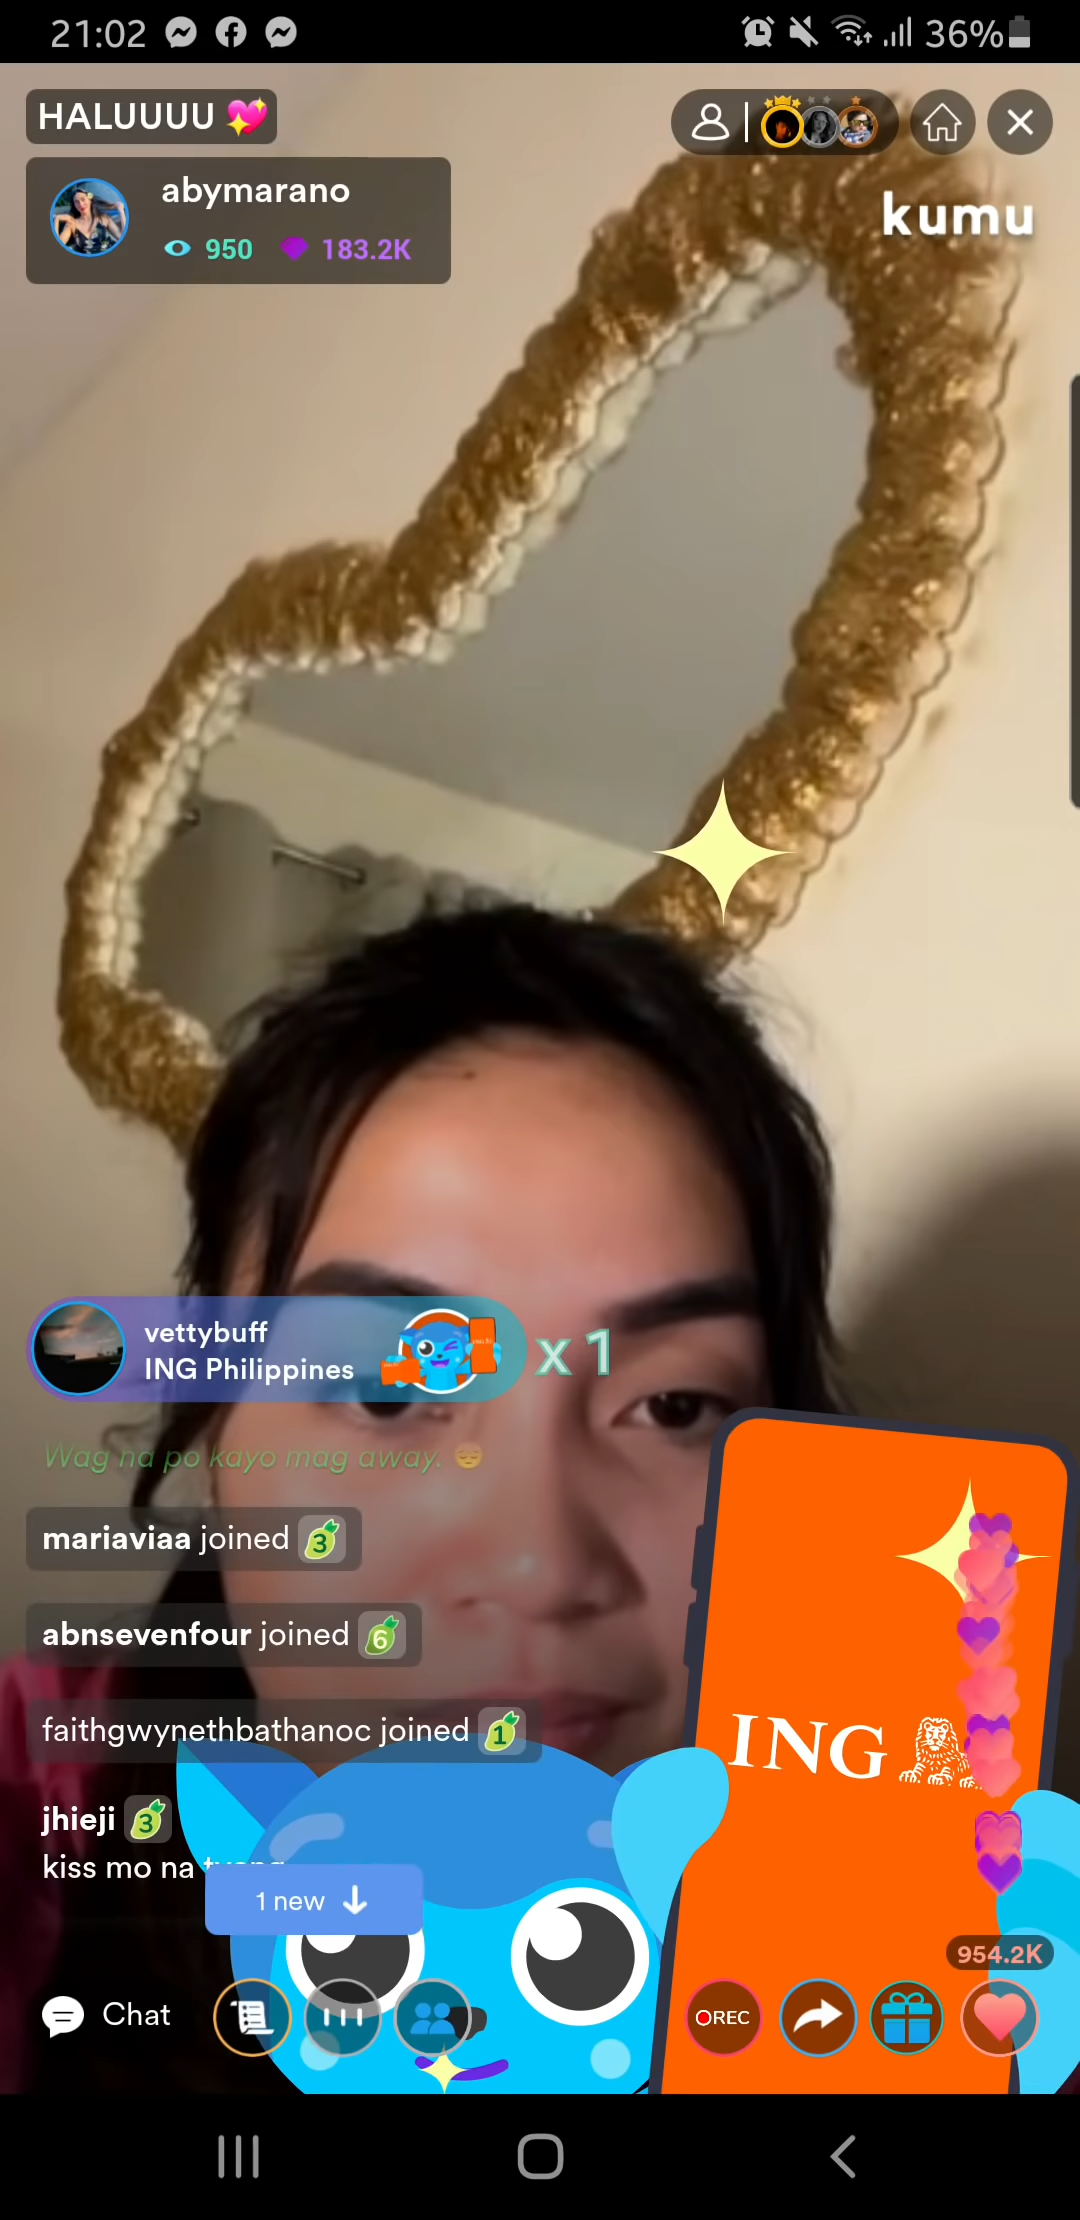 21:02
36%
HALUUUU 💖
abymarano
950 183.2K
kumu
vettybuff
ING Philippines
x 1
Wag na po kayo mag away. 😔
mariaviaa joined 3
abnsevenfour joined 6
faithgwynethbathanoc joined 1
jhieji 3
kiss mo na
1 new
ING
954.2K
Chat
REC